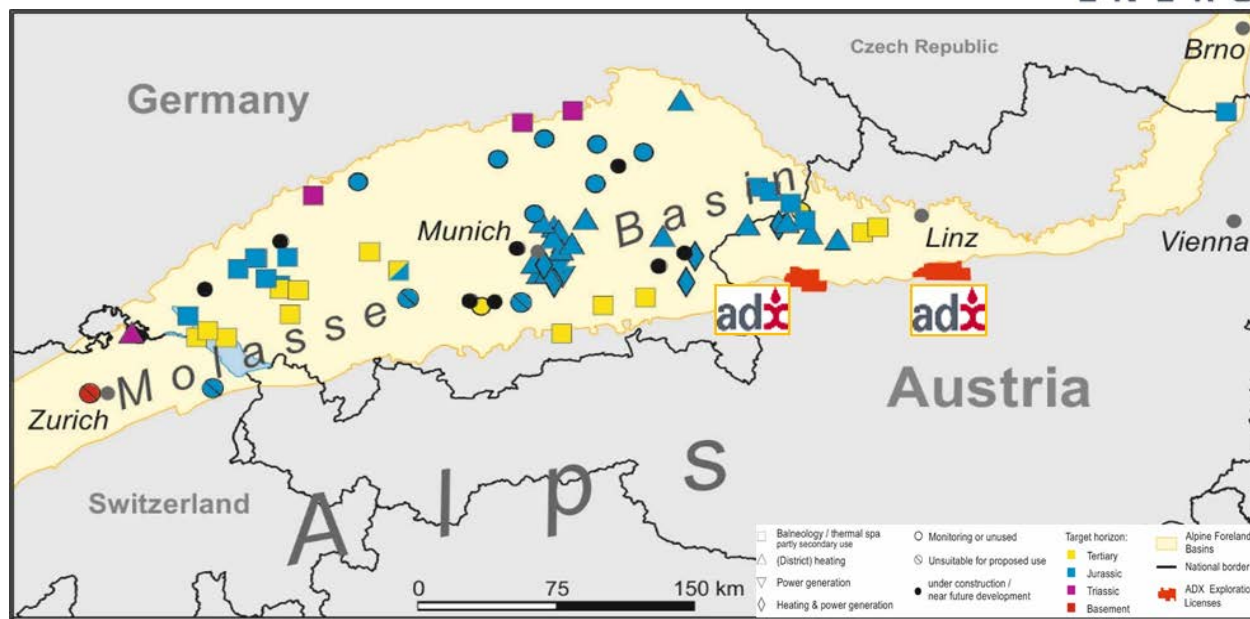 Czech Republic
Brno
Germany
Basin
Munich
Linz
Vienna
adx
adx
Molasse
Zurich
Austria
Switzerland
Alps
0 75 150 km
Balneology / thermal spa
partly secondary use
(District) heating
Power generation
Heating & power generation
Monitoring or unused
Unsuitable for proposed use
under construction /
near future development
Target horizon:
Tertiary
Jurassic
Triassic
Basement
Alpine Foreland
Basins
National border
ADX Exploratio
Licenses